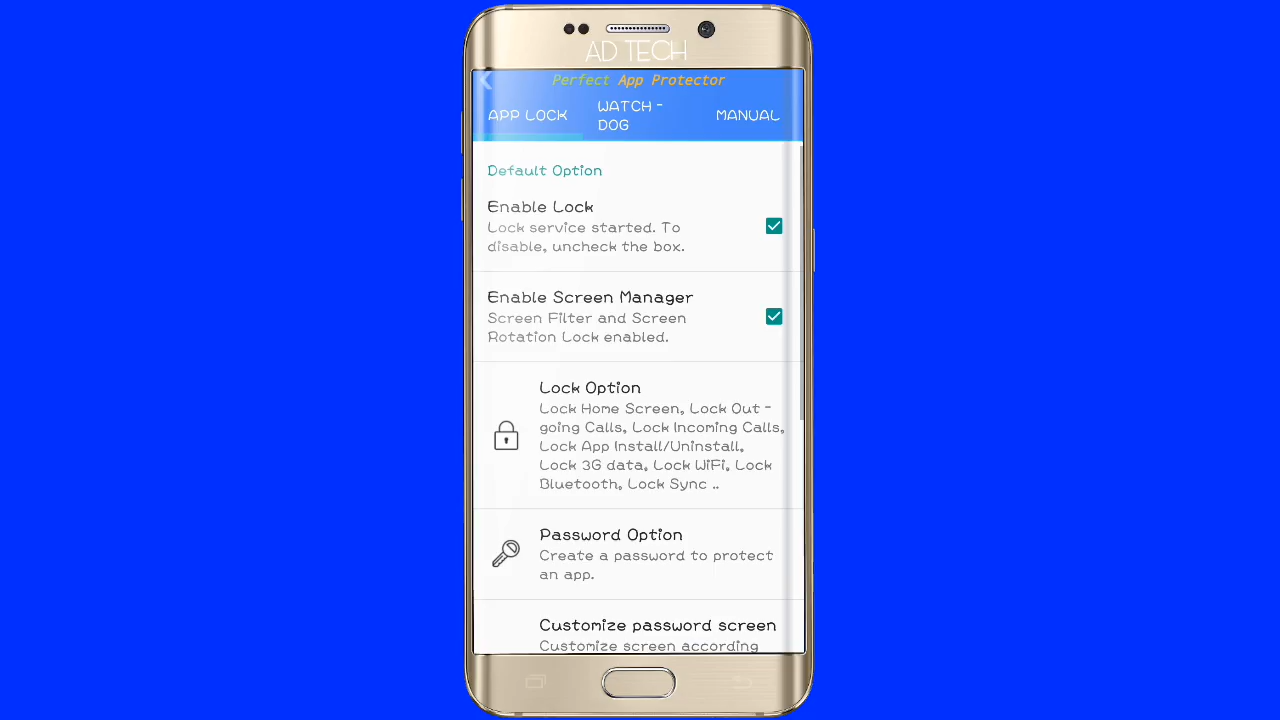 AD TECH
Perfect App Protector
APP LOCK
WATCH -
DOG
MANUAL
Default Option
Enable Lock
Lock service started. To
disable, uncheck the box.
Enable Screen Manager
Screen Filter and Screen
Rotation Lock enabled.
Lock Option
Lock Home Screen, Lock Out -
going Calls, Lock Incoming Calls,
Lock App Install/Uninstall,
Lock 3G data, Lock WiFi, Lock
Bluetooth, Lock Sync ..
Password Option
Create a password to protect
an app.
Customize password screen
Customize screen according